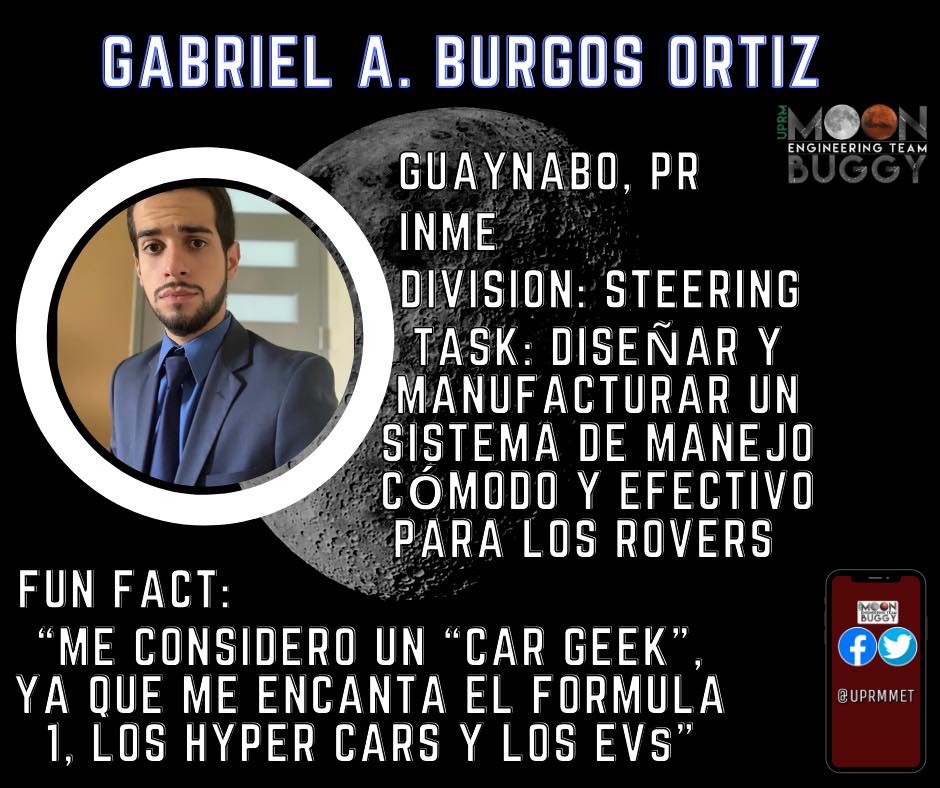 GABRIEL A. BURGOS ORTIZ
UPRM
MOON
ENGINEERING TEAM
BUGGY
GUAYNABO, PR
INME
DIVISION: STEERING
TASK: DISEÑAR Y
MANUFACTURAR UN
SISTEMA DE MANEJO
CÓMODO Y EFECTIVO
PARA LOS ROVERS
FUN FACT:
“ME CONSIDERO UN “CAR GEEK”,
YA QUE ME ENCANTA EL FORMULA
1, LOS HYPER CARS Y LOS EVs”
MOON
ENGINEERING TEAM
BUGGY
@UPRMMET